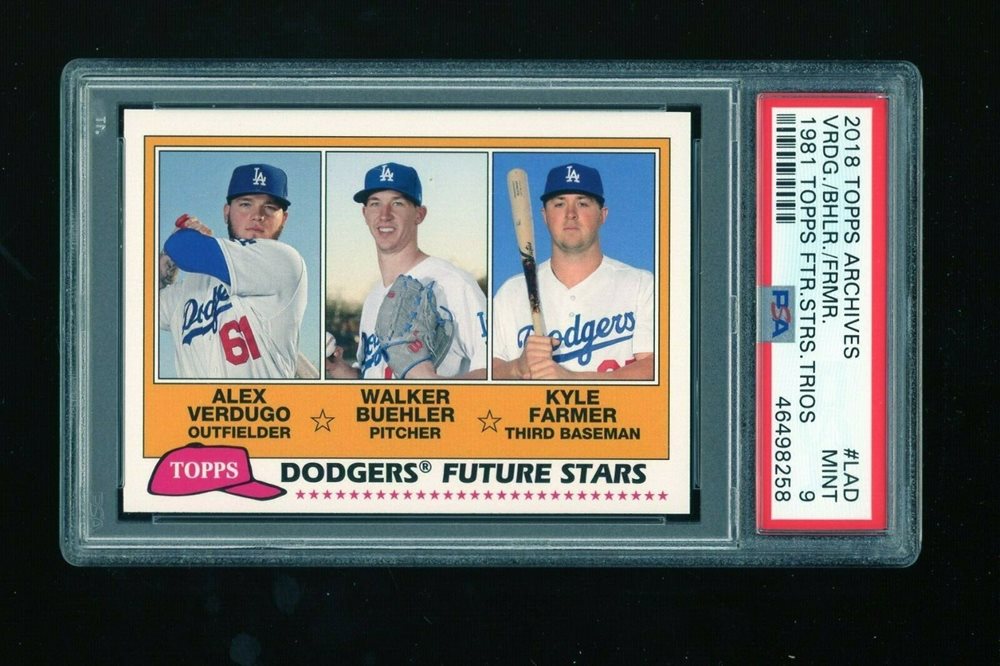 LA
LA
LA
Dodgers
61
Dodgers
ALEX
VERDUGO
OUTFIELDER
WALKER
BUEHLER
PITCHER
KYLE
FARMER
THIRD BASEMAN
TOPPS
DODGERS® FUTURE STARS
2018 TOPPS ARCHIVES #LAD
VRDG./BHLR./FRMR. MINT
1981 TOPPS FTR.STRS.TRIOS 9
46498258
PSA